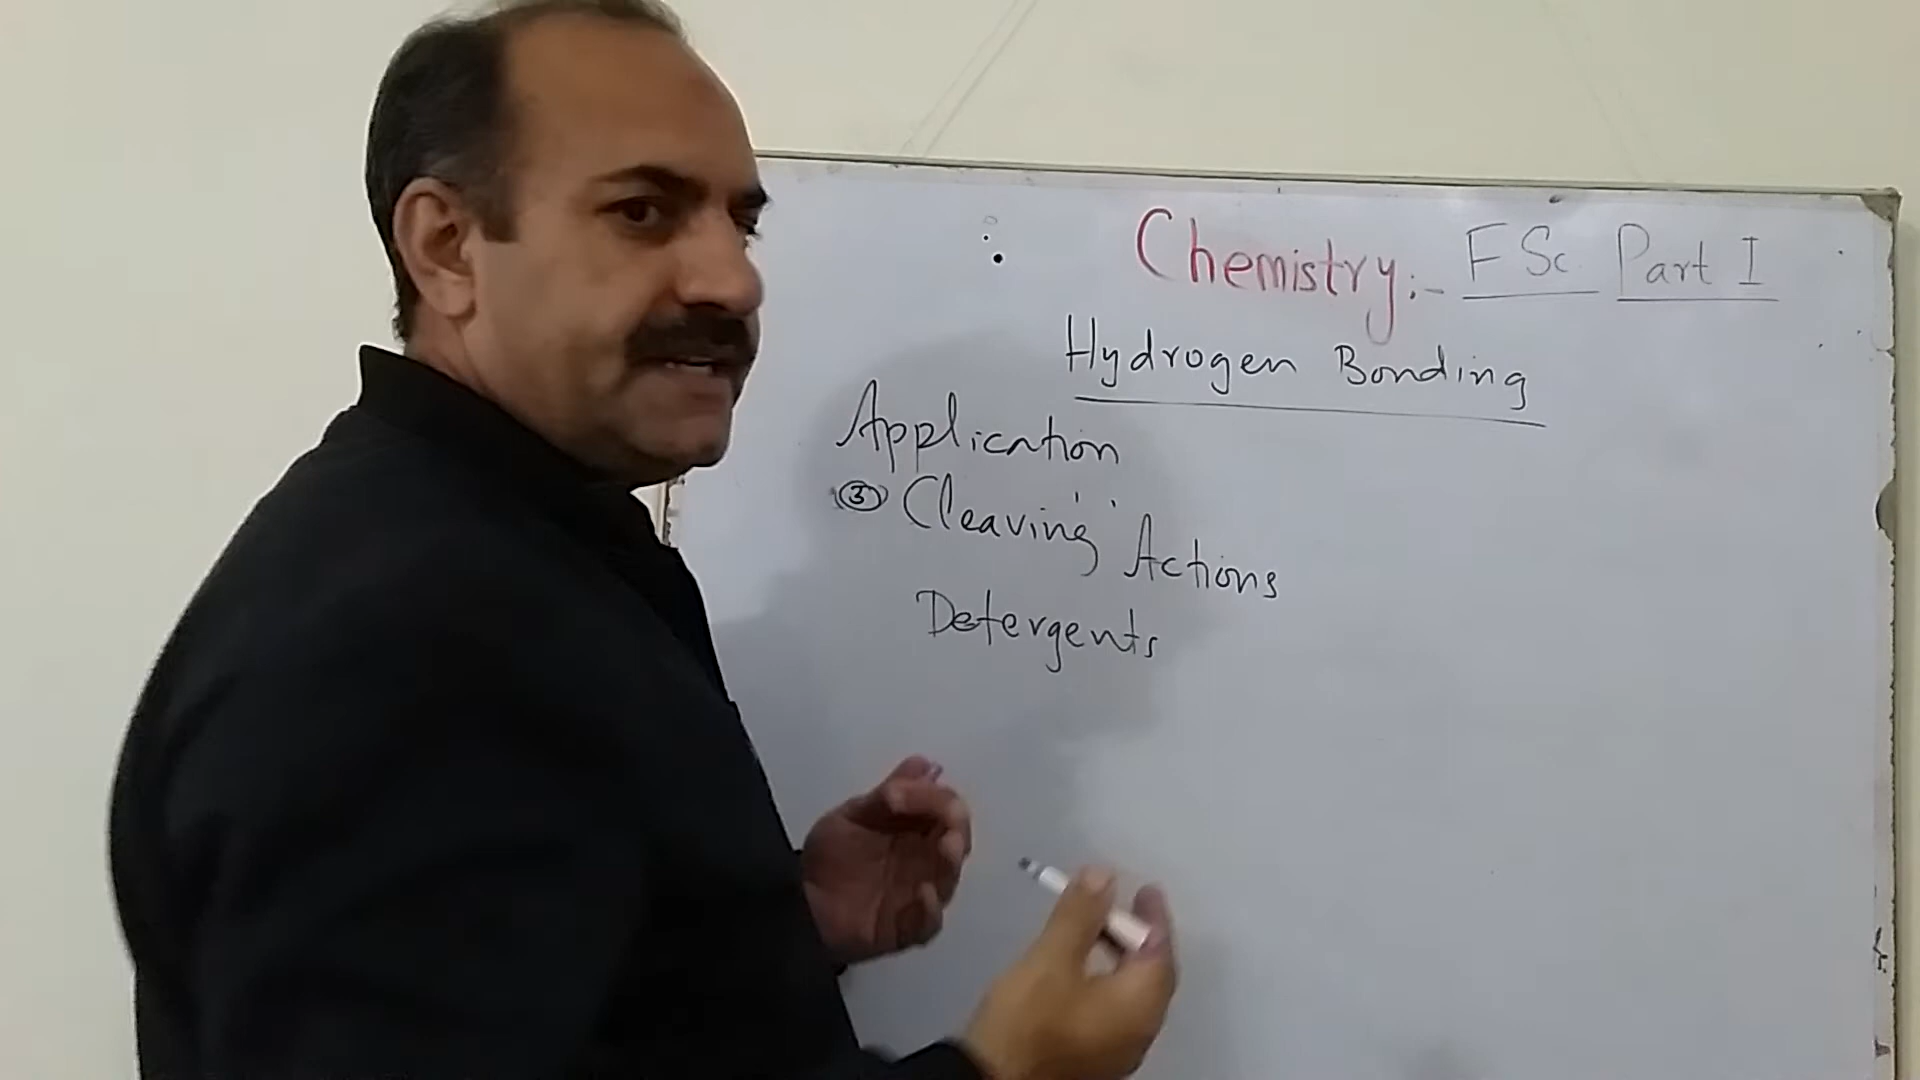 Chemistry:- FSc Part I
Hydrogen Bonding
Application
③ Cleaving Actions
Detergents